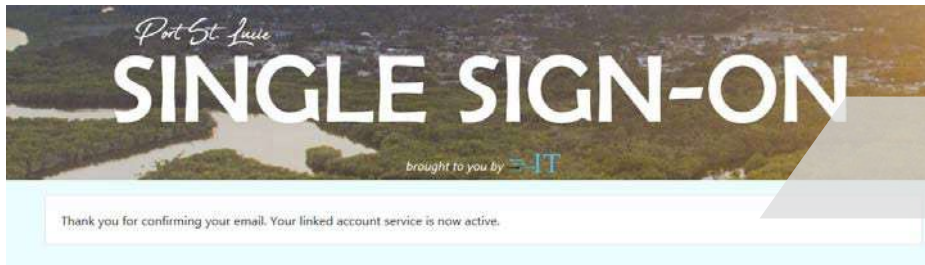 Port St. Lucie
SINGLE SIGN-ON
brought to you by IT
Thank you for confirming your email. Your linked account service is now active.